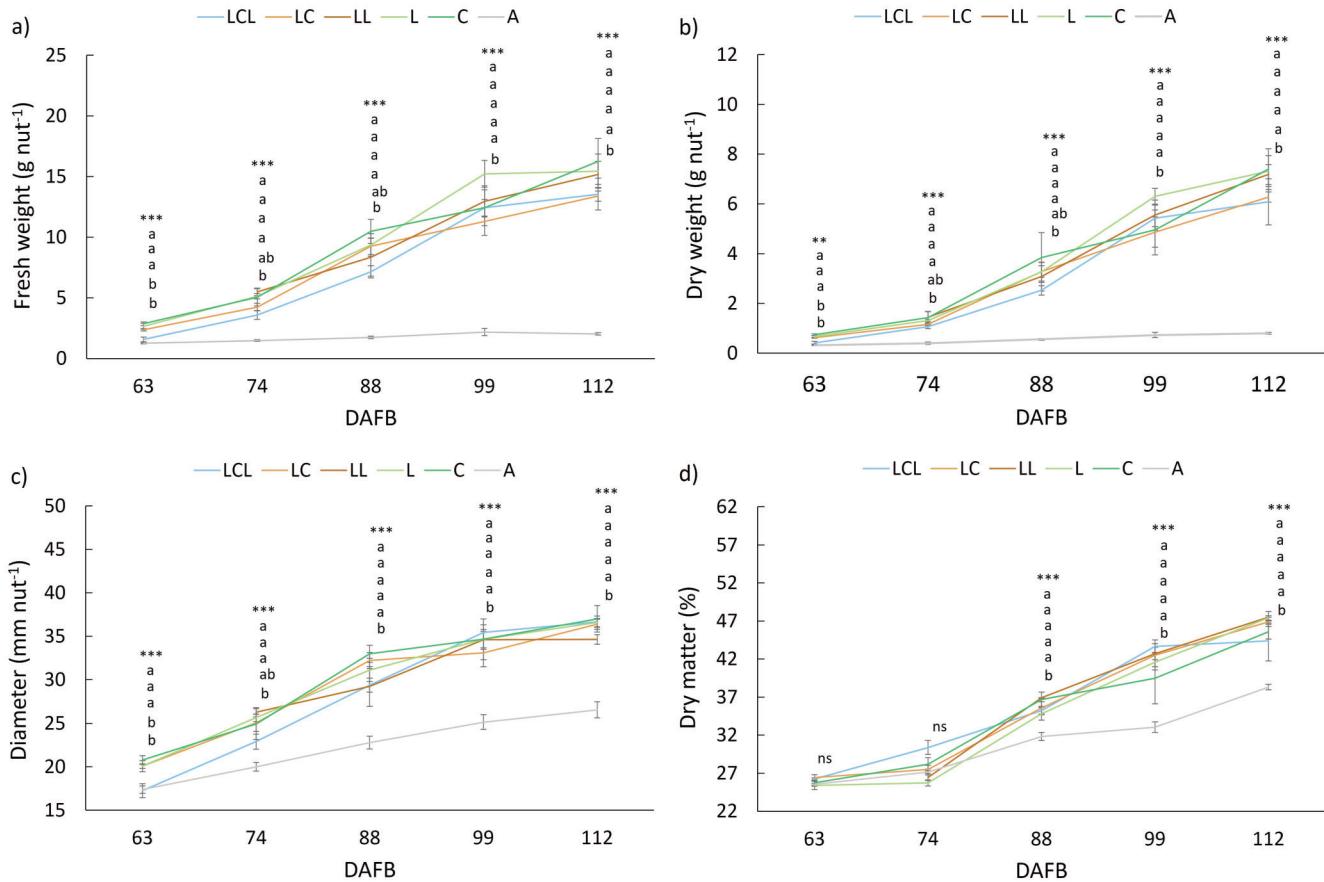 a)
LCL LC LL L C A
Fresh weight (g nut-1)
25
20
15
10
5
0
***
a
a
a
b
b
***
a
a
a
a
ab
b
***
a
a
a
a
ab
b
***
a
a
a
a
a
b
***
a
a
a
a
a
b
63 74 88 99 112
DAFB
b)
LCL LC LL L C A
Dry weight (g nut-1)
12
10
8
6
4
2
0
**
a
a
a
b
b
***
a
a
a
a
ab
b
***
a
a
a
a
ab
b
***
a
a
a
a
a
b
***
a
a
a
a
a
b
63 74 88 99 112
DAFB
c)
LCL LC LL L C A
Diameter (mm nut-1)
50
45
40
35
30
25
20
15
***
a
a
a
b
b
***
a
a
a
ab
b
***
a
a
a
a
a
b
***
a
a
a
a
a
b
***
a
a
a
a
a
b
63 74 88 99 112
DAFB
d)
LCL LC LL L C A
Dry matter (%)
62
57
52
47
42
37
32
27
22
ns
ns
***
a
a
a
a
a
b
***
a
a
a
a
a
b
***
a
a
a
a
a
b
63 74 88 99 112
DAFB